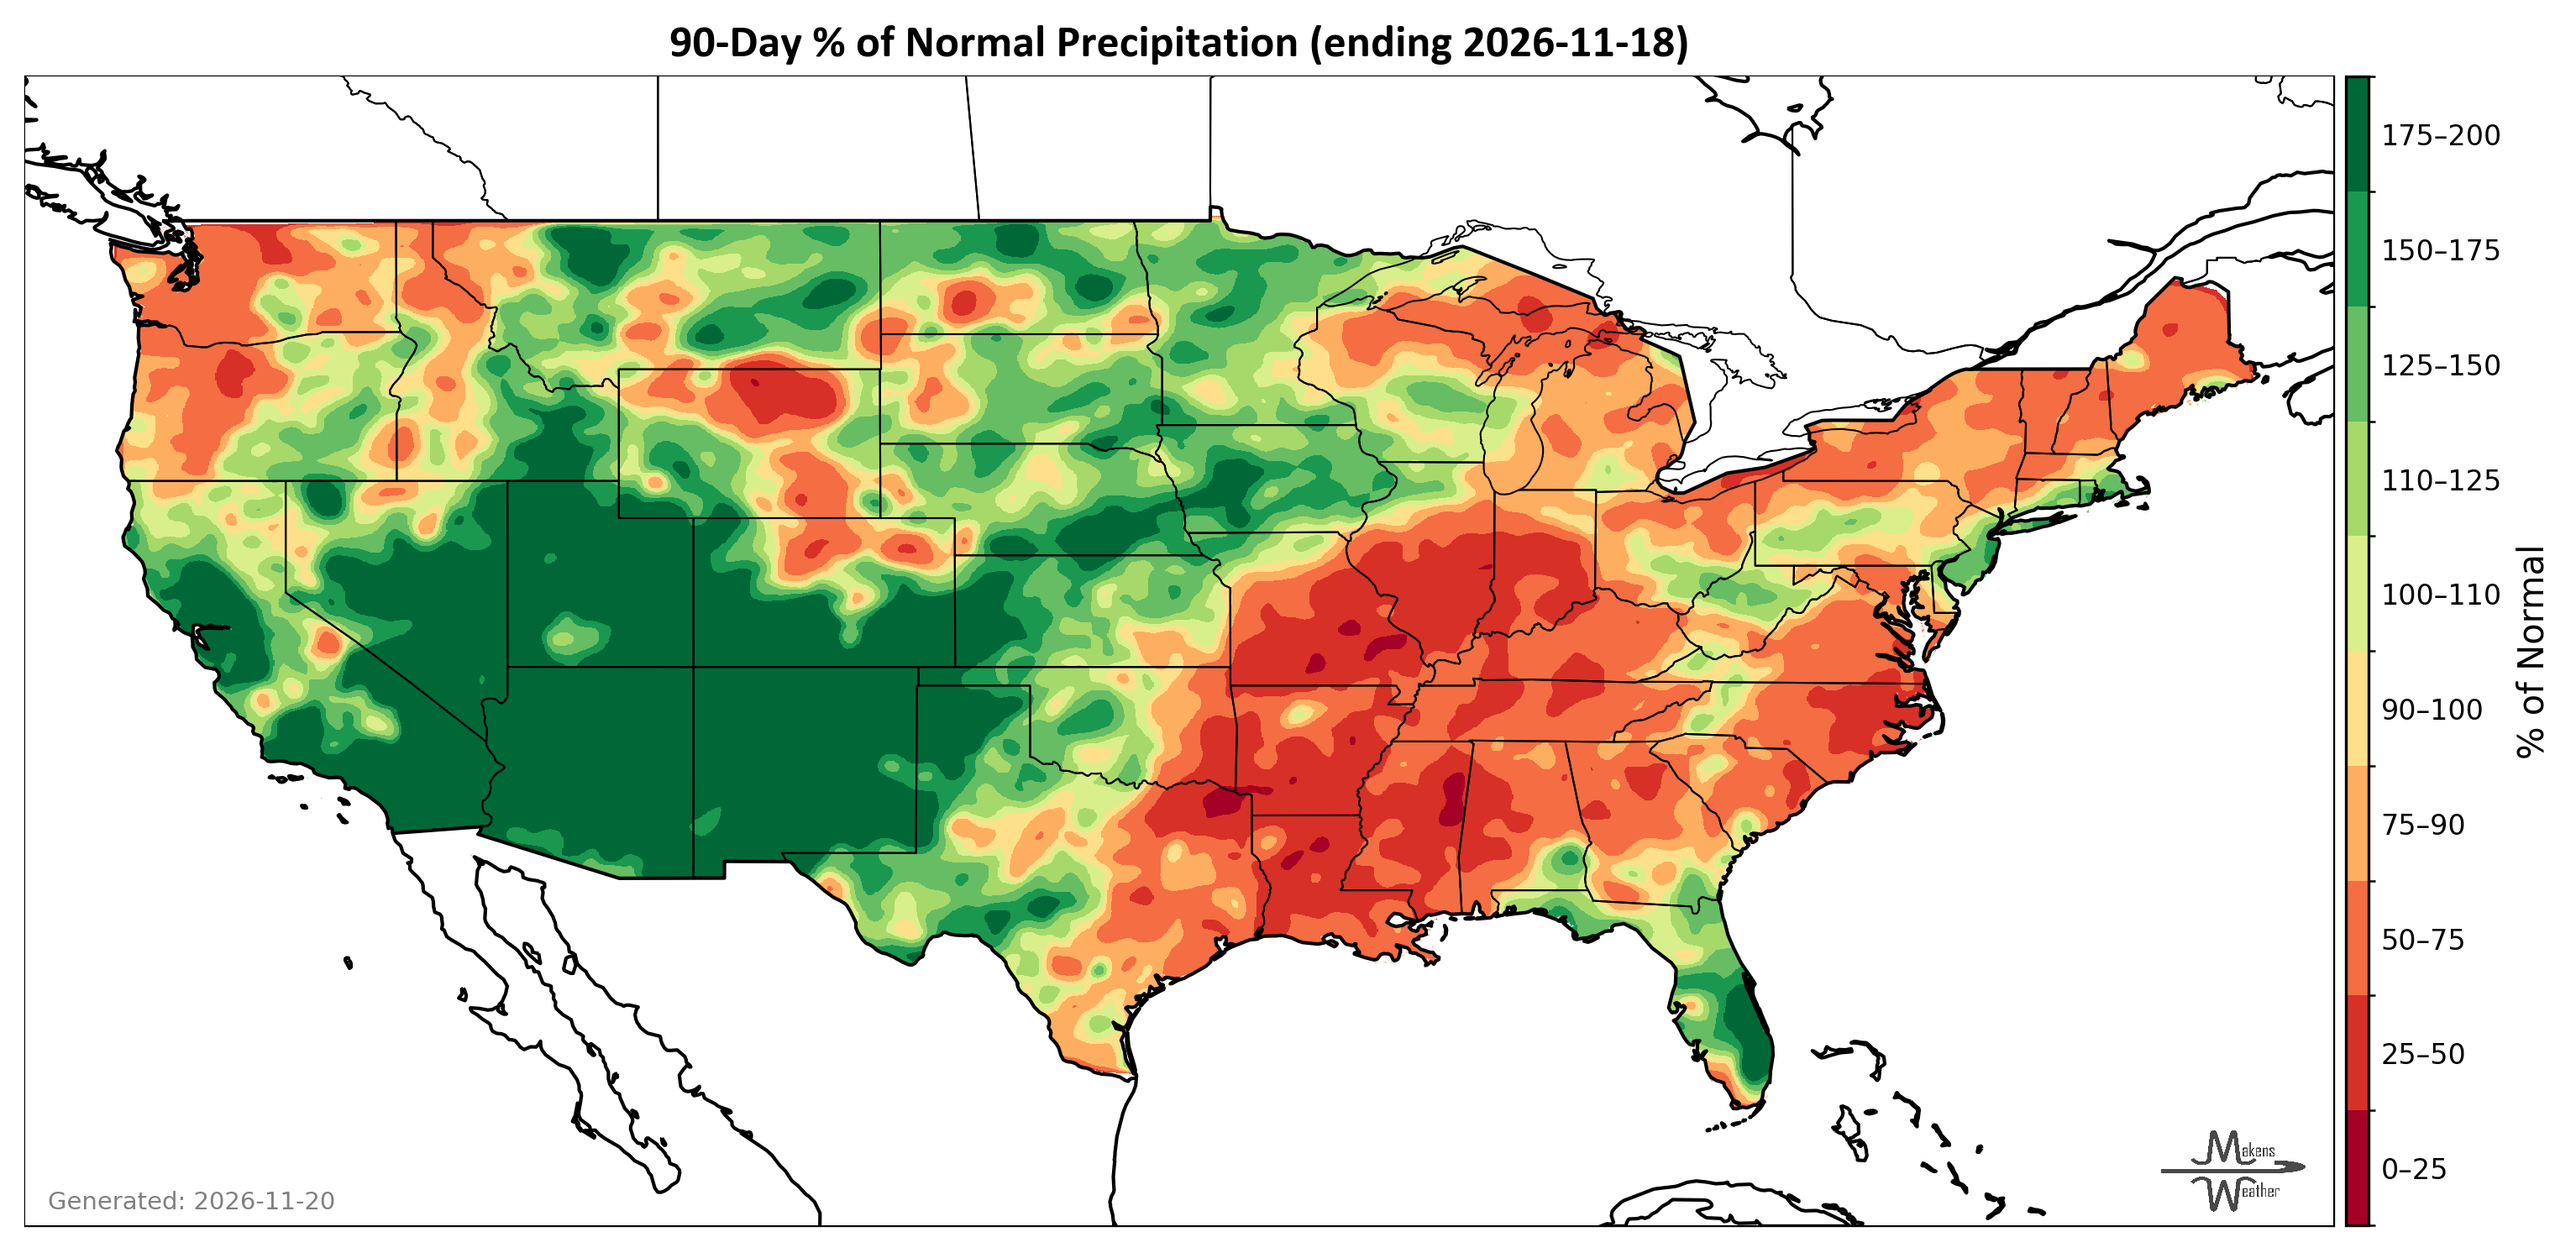 90-Day % of Normal Precipitation (ending 2026-11-18)
175–200
150–175
125–150
110–125
100–110
90–100
75–90
50–75
25–50
0–25
% of Normal
Generated: 2026-11-20
Makens
Weather